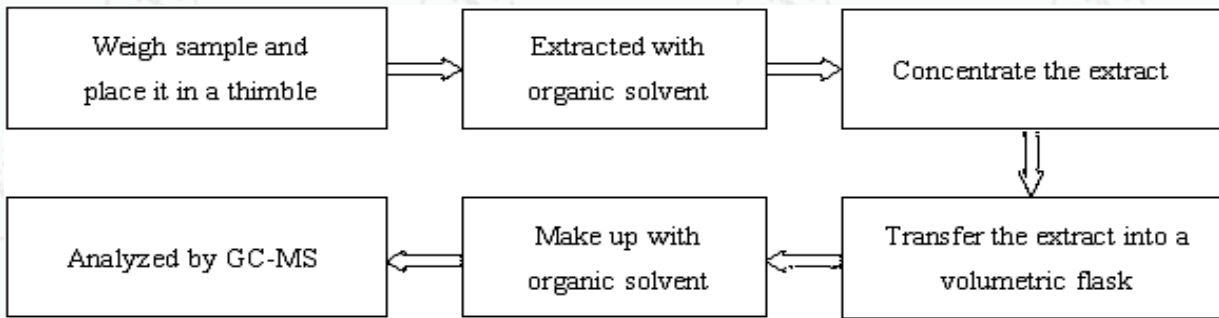 Weigh sample and
place it in a thimble
Extracted with
organic solvent
Concentrate the extract
Transfer the extract into a
volumetric flask
Make up with
organic solvent
Analyzed by GC-MS